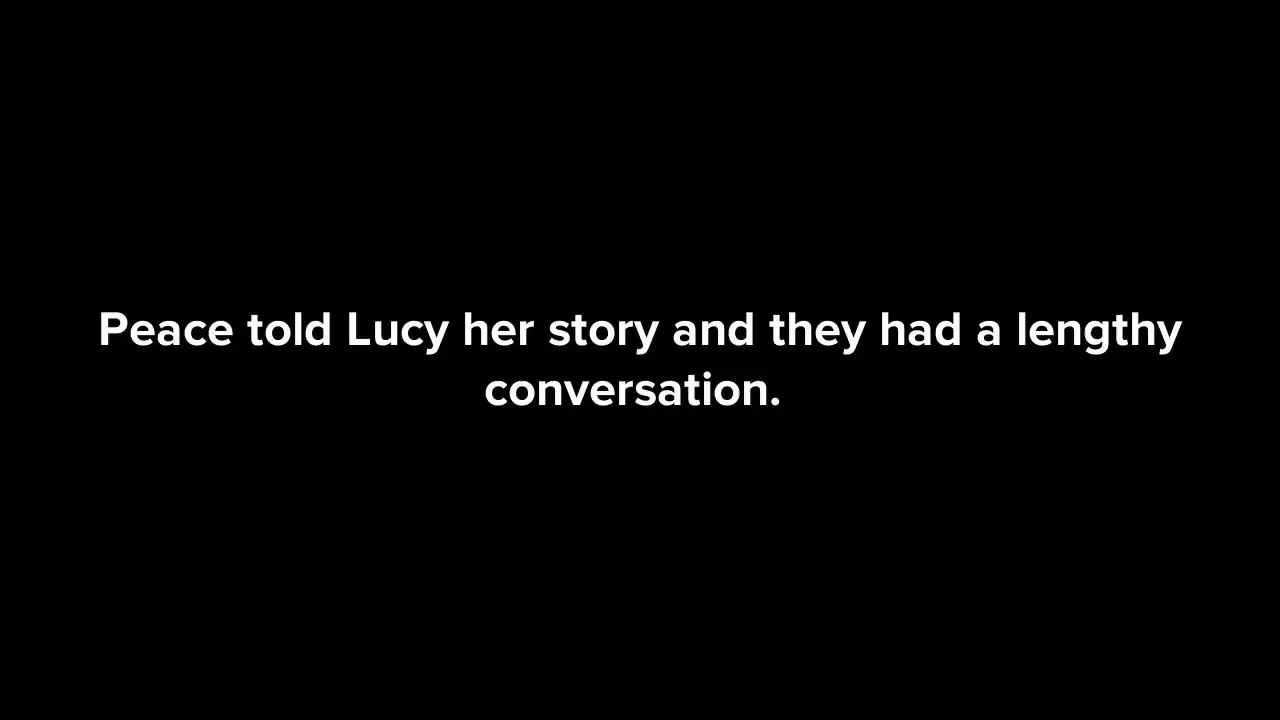 Peace told Lucy her story and they had a lengthy
conversation.